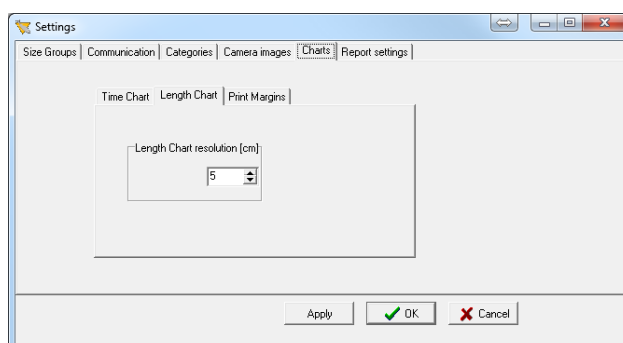 Settings
Size Groups Communication Categories Camera images Charts Report settings
Time Chart Length Chart Print Margins
Length Chart resolution [cm]
5
Apply OK Cancel